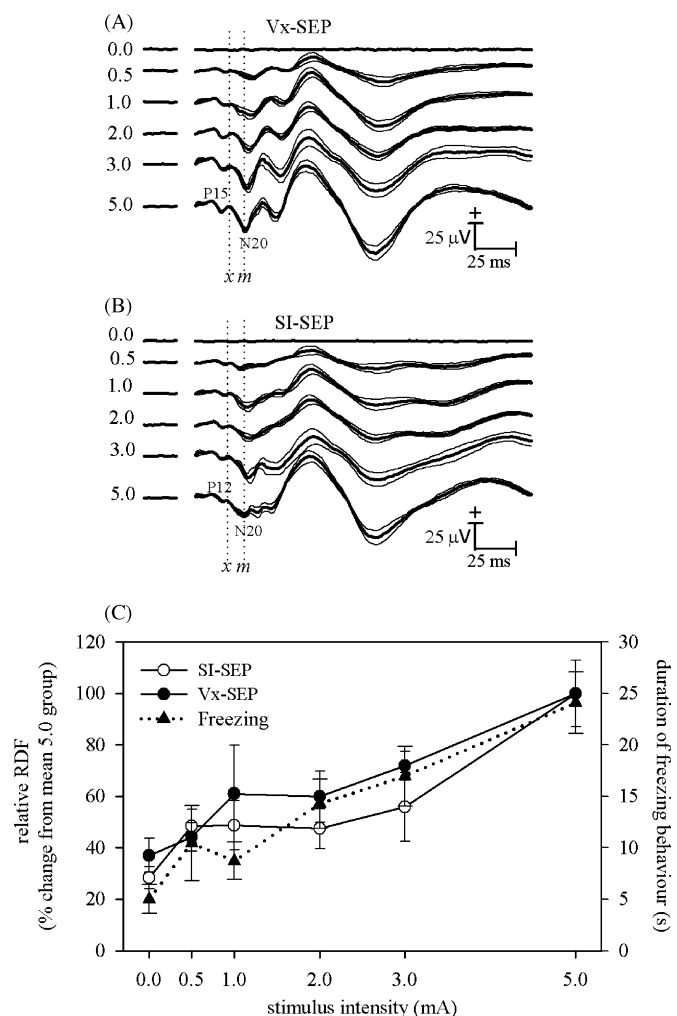 (A)
Vx-SEP
0.0
0.5
1.0
2.0
3.0
5.0
P15
N20
x m
+
25 μV
25 ms
(B)
SI-SEP
0.0
0.5
1.0
2.0
3.0
5.0
P12
N20
x m
+
25 μV
25 ms
(C)
relative RDF
(% change from mean 5.0 group)
120
100
80
60
40
20
0
SI-SEP
Vx-SEP
Freezing
30
25
20
15
10
5
0
duration of freezing behaviour (s)
0.0 0.5 1.0 2.0 3.0 5.0
stimulus intensity (mA)